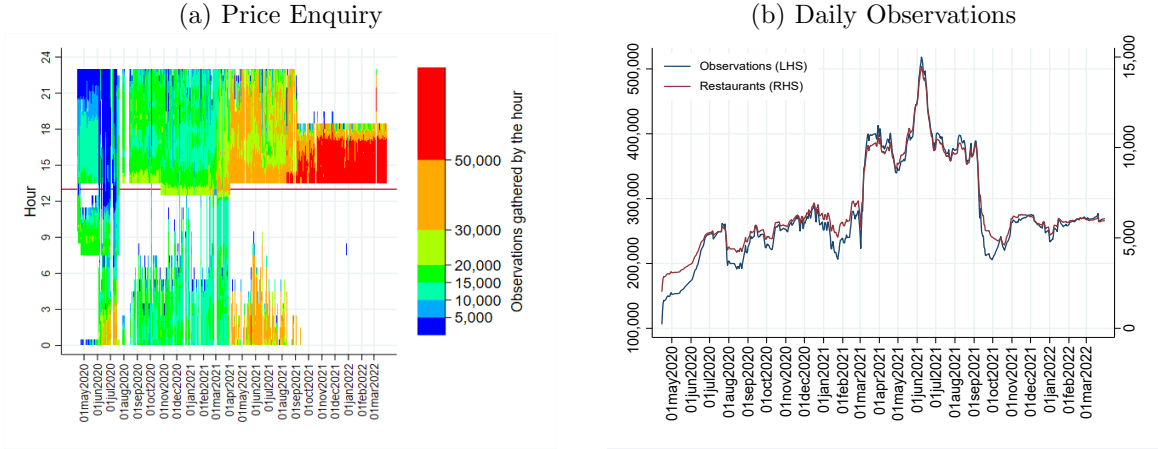 (a) Price Enquiry
24
21
18
15
12
9
6
3
0
Hour
01may2020
01jun2020
01jul2020
01aug2020
01sep2020
01oct2020
01nov2020
01dec2020
01jan2021
01feb2021
01mar2021
01apr2021
01may2021
01jun2021
01jul2021
01aug2021
01sep2021
01oct2021
01nov2021
01dec2021
01jan2022
01feb2022
01mar2022
50,000
30,000
20,000
15,000
10,000
5,000
Observations gathered by the hour
(b) Daily Observations
Observations (LHS)
Restaurants (RHS)
500,000
400,000
300,000
200,000
100,000
15,000
10,000
5,000
0
01may2020
01jun2020
01jul2020
01aug2020
01sep2020
01oct2020
01nov2020
01dec2020
01jan2021
01feb2021
01mar2021
01apr2021
01may2021
01jun2021
01jul2021
01aug2021
01sep2021
01oct2021
01nov2021
01dec2021
01jan2022
01feb2022
01mar2022